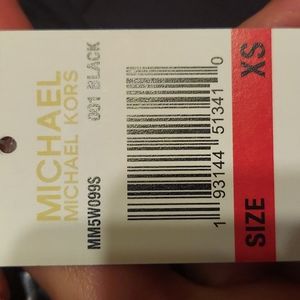 MICHAEL
MICHAEL KORS
MM5W099S 001 BLACK
1 93144 51341 0
SIZE XS